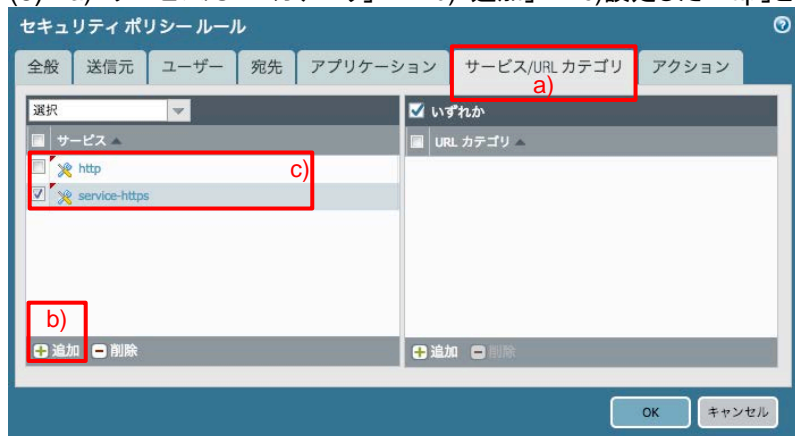 セキュリティ ポリシー ルール
全般 送信元 ユーザー 宛先 アプリケーション サービス/URL カテゴリ アクション
a)
選択 いずれか
サービス URL カテゴリ
http c)
service-https
b)
追加 削除 追加 削除
OK キャンセル